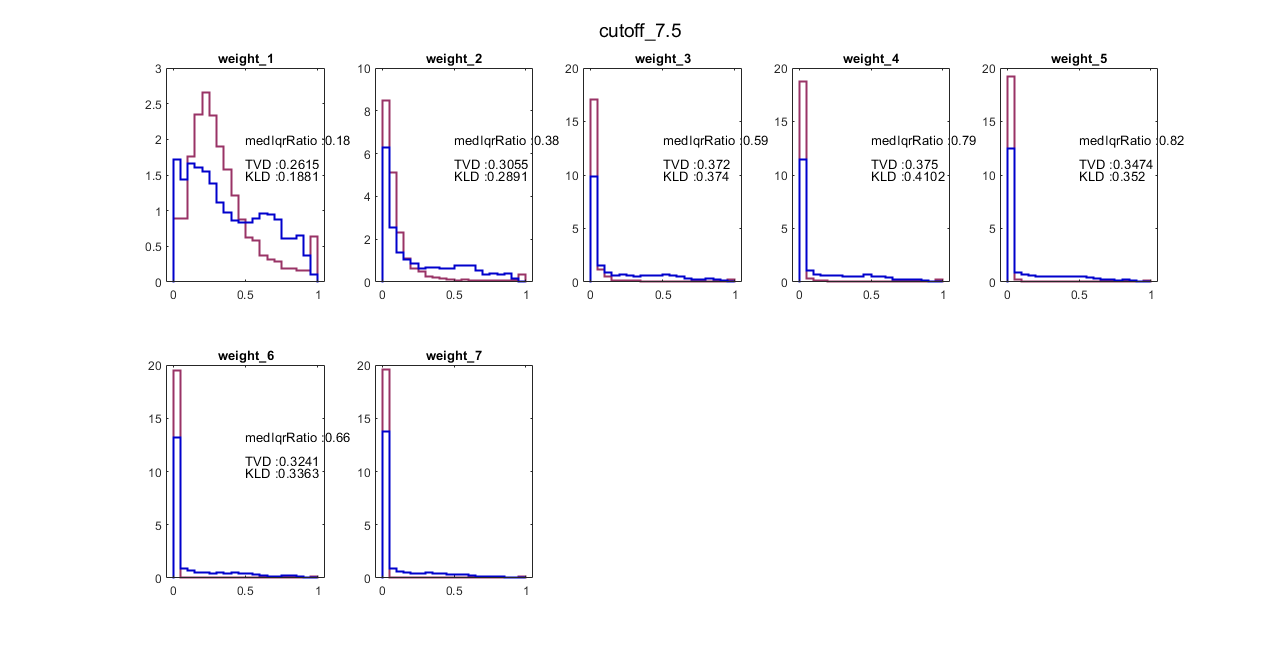 cutoff_7.5
weight_1
3
2.5
2
1.5
1
0.5
0
0
0.5
1
medIqrRatio :0.18
TVD :0.2615
KLD :0.1881
weight_2
10
8
6
4
2
0
0
0.5
1
medIqrRatio :0.38
TVD :0.3055
KLD :0.2891
weight_3
20
15
10
5
0
0
0.5
1
medIqrRatio :0.59
TVD :0.372
KLD :0.374
weight_4
20
15
10
5
0
0
0.5
1
medIqrRatio :0.79
TVD :0.375
KLD :0.4102
weight_5
20
15
10
5
0
0
0.5
1
medIqrRatio :0.82
TVD :0.3474
KLD :0.352
weight_6
20
15
10
5
0
0
0.5
1
medIqrRatio :0.66
TVD :0.3241
KLD :0.3363
weight_7
20
15
10
5
0
0
0.5
1